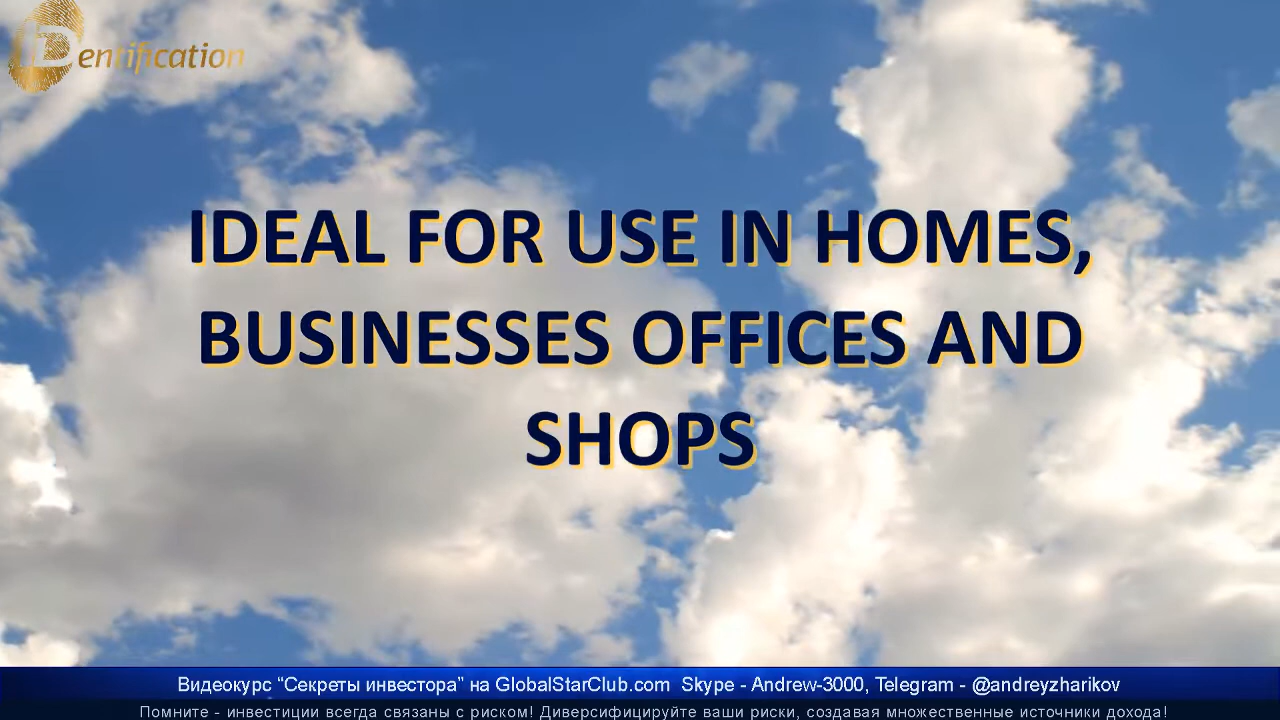 IDentification
IDEAL FOR USE IN HOMES,
BUSINESSES OFFICES AND
SHOPS
Видеокурс “Секреты инвестора” на GlobalStarClub.com Skype - Andrew-3000, Telegram - @andreyzharikov
Помните - инвестиции всегда связаны с риском! Диверсифицируйте ваши риски, создавая множественные источники дохода!